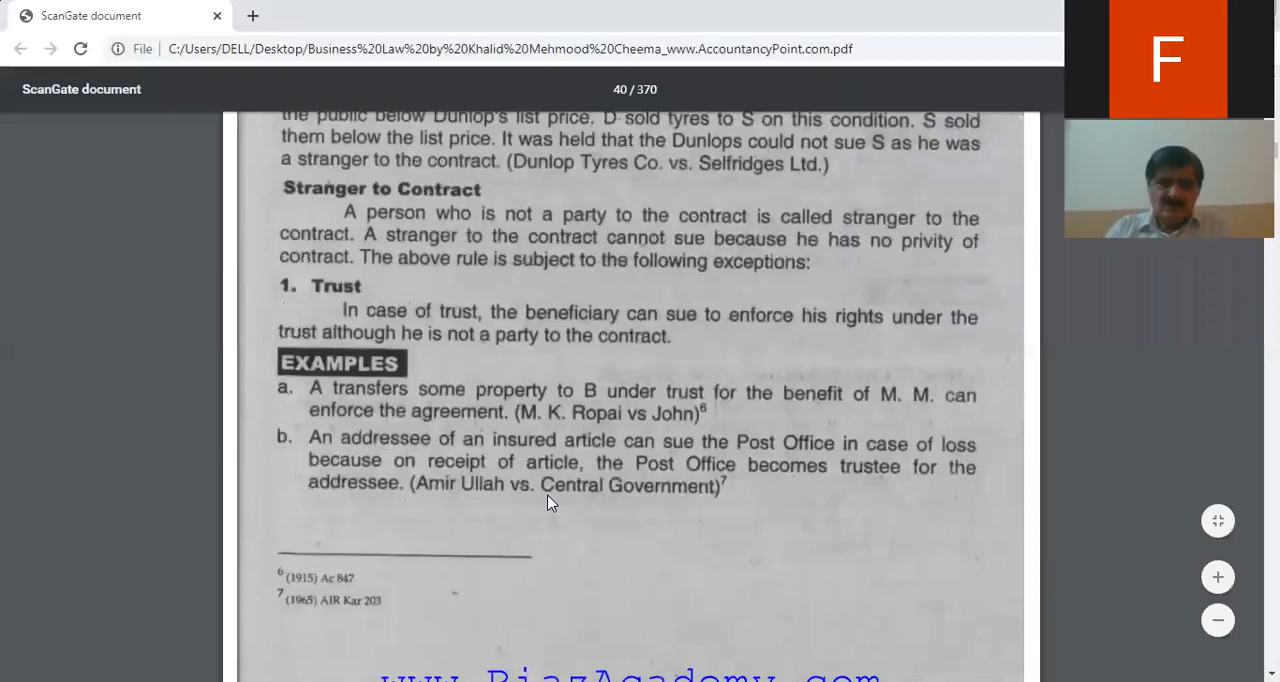 ScanGate document
File
C:/Users/DELL/Desktop/Business%20Law%20by%20Khalid%20Mehmood%20Cheema_www.AccountancyPoint.com.pdf
ScanGate document
40 / 370
F
the public below Dunlop's list price. D sold tyres to S on this condition. S sold
them below the list price. It was held that the Dunlops could not sue S as he was
a stranger to the contract. (Dunlop Tyres Co. vs. Selfridges Ltd.)
Stranger to Contract
A person who is not a party to the contract is called stranger to the
contract. A stranger to the contract cannot sue because he has no privity of
contract. The above rule is subject to the following exceptions:
1. Trust
In case of trust, the beneficiary can sue to enforce his rights under the
trust although he is not a party to the contract.
EXAMPLES
a. A transfers some property to B under trust for the benefit of M. M. can
enforce the agreement. (M. K. Ropai vs John)6
b. An addressee of an insured article can sue the Post Office in case of loss
because on receipt of article, the Post Office becomes trustee for the
addressee. (Amir Ullah vs. Central Government)7
6 (1915) Ac 847
7 (1965) AIR Kar 203
www.RiazAcademy.com